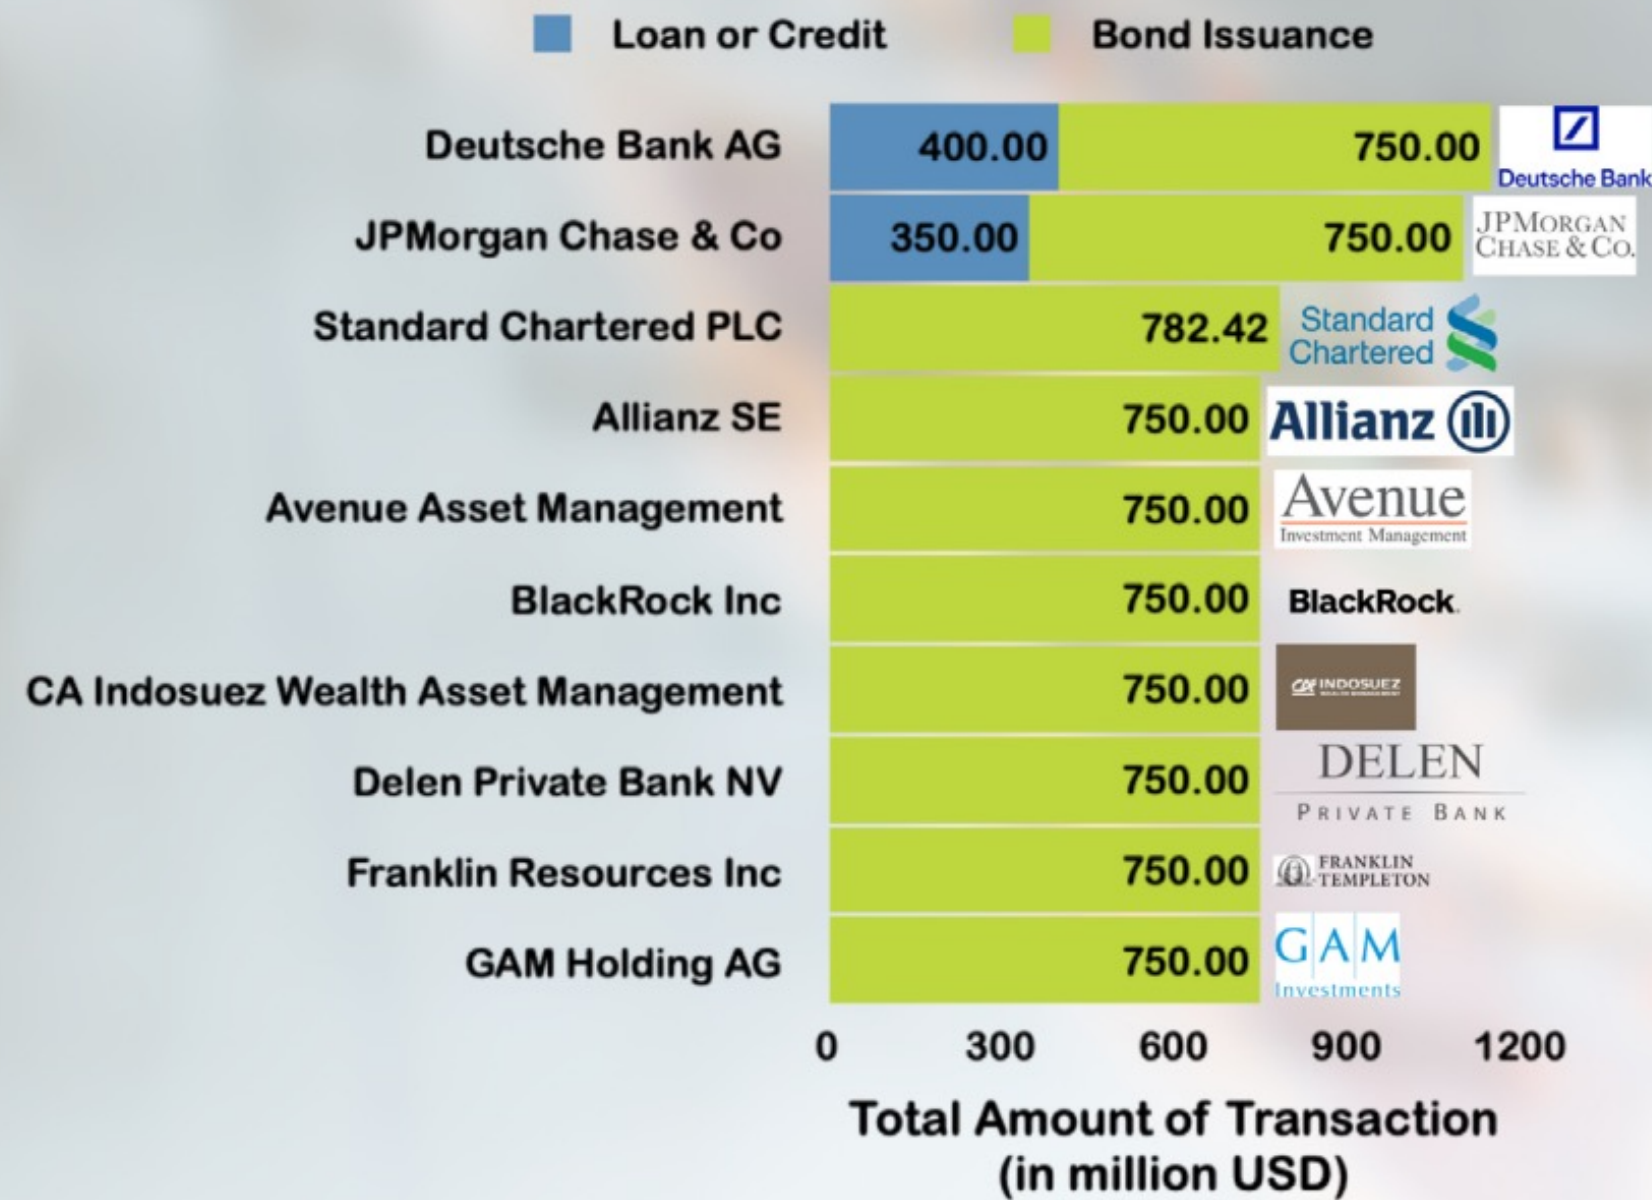 Loan or Credit Bond Issuance
Deutsche Bank AG 400.00 750.00 Deutsche Bank
JPMorgan Chase & Co 350.00 750.00 JPMORGAN
CHASE & CO.
Standard Chartered PLC 782.42 Standard
Chartered
Allianz SE 750.00 Allianz
Avenue Asset Management 750.00 Avenue
Investment Management
BlackRock Inc 750.00 BlackRock.
CA Indosuez Wealth Asset Management 750.00 INDOSUEZ
Delen Private Bank NV 750.00 DELEN
PRIVATE BANK
Franklin Resources Inc 750.00 FRANKLIN
TEMPLETON
GAM Holding AG 750.00 GAM
Investments
0 300 600 900 1200
Total Amount of Transaction
(in million USD)